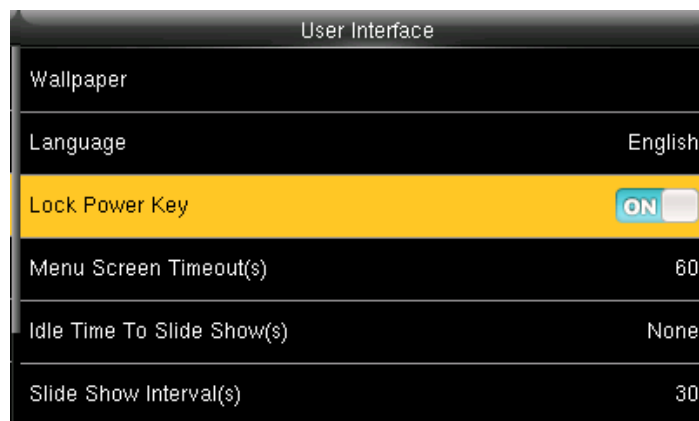 User Interface
Wallpaper
Language English
Lock Power Key ON
Menu Screen Timeout(s) 60
Idle Time To Slide Show(s) None
Slide Show Interval(s) 30